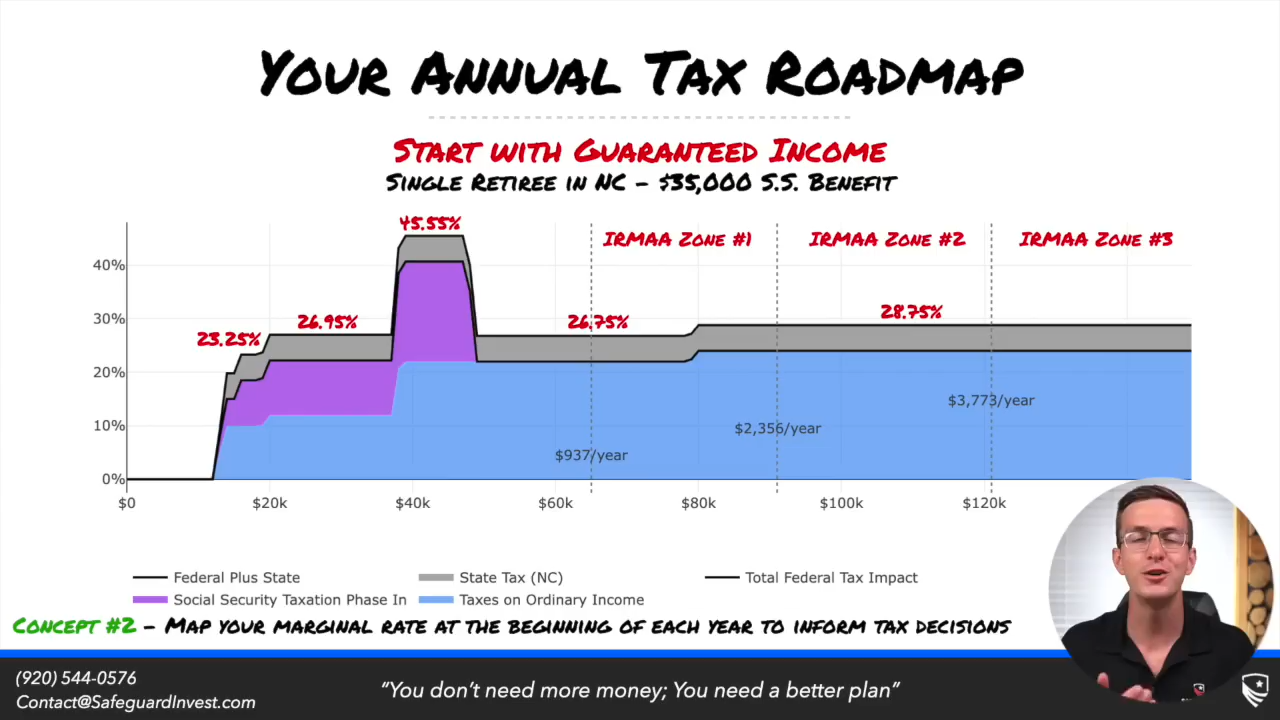 Your Annual Tax Roadmap
Start with Guaranteed Income
Single Retiree in NC - $35,000 S.S. Benefit
45.55%
IRMAA Zone #1 IRMAA Zone #2 IRMAA Zone #3
40%
30%
23.25% 26.95% 26.75% 28.75%
20%
$3,773/year
10%
$2,356/year
$937/year
0%
$0 $20k $40k $60k $80k $100k $120k
Federal Plus State State Tax (NC) Total Federal Tax Impact
Social Security Taxation Phase In Taxes on Ordinary Income
Concept #2 - Map your marginal rate at the beginning of each year to inform tax decisions
(920) 544-0576
Contact@SafeguardInvest.com
"You don't need more money; You need a better plan"